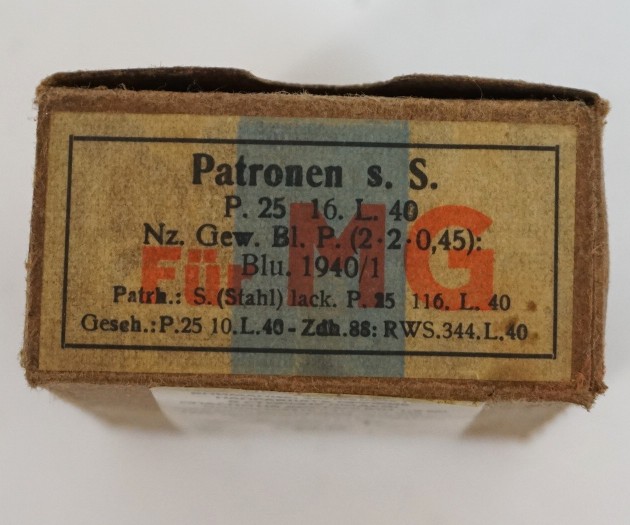 Patronen s. S.
P. 25 16. L. 40
Nz. Gew. Bl. P. (2·2·0,45):
Blu. 1940/1
Für MG
Patrh.: S. (Stahl) lack. P. 25 116. L. 40
Gesch.: P.25 10. L. 40 - Zdh. 88: RWS. 344. L. 40